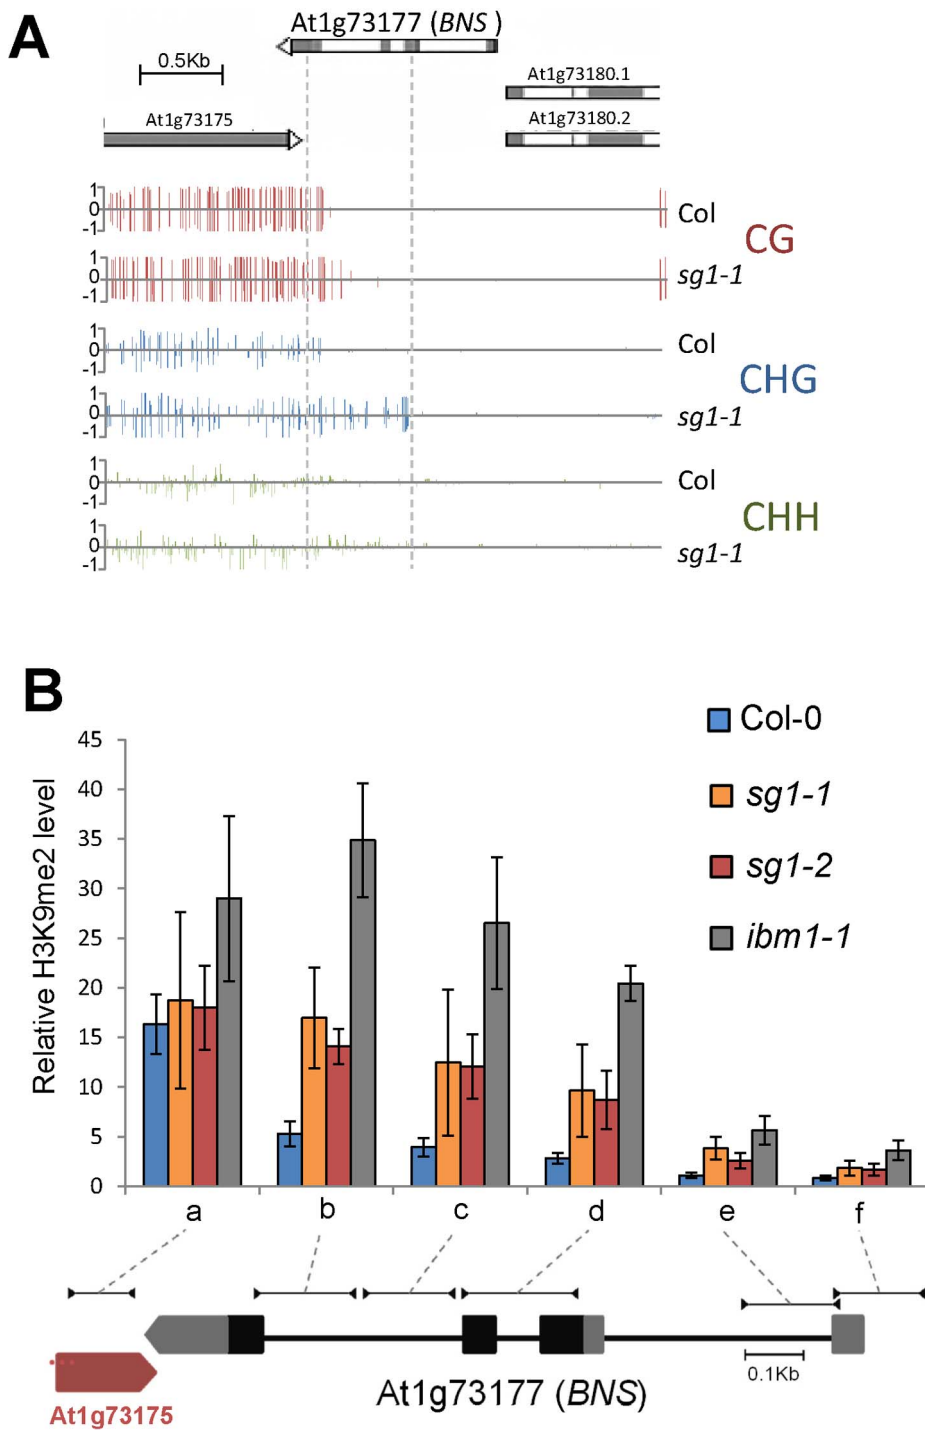 A
At1g73177 (BNS )
0.5Kb
At1g73180.1
At1g73175
At1g73180.2
1
0
-1
Col
CG
1
0
-1
sg1-1
1
0
-1
Col
CHG
1
0
-1
sg1-1
1
0
-1
Col
CHH
1
0
-1
sg1-1
B
Relative H3K9me2 level
45
40
35
30
25
20
15
10
5
0
Col-0
sg1-1
sg1-2
ibm1-1
a b c d e f
0.1Kb
At1g73177 (BNS)
At1g73175